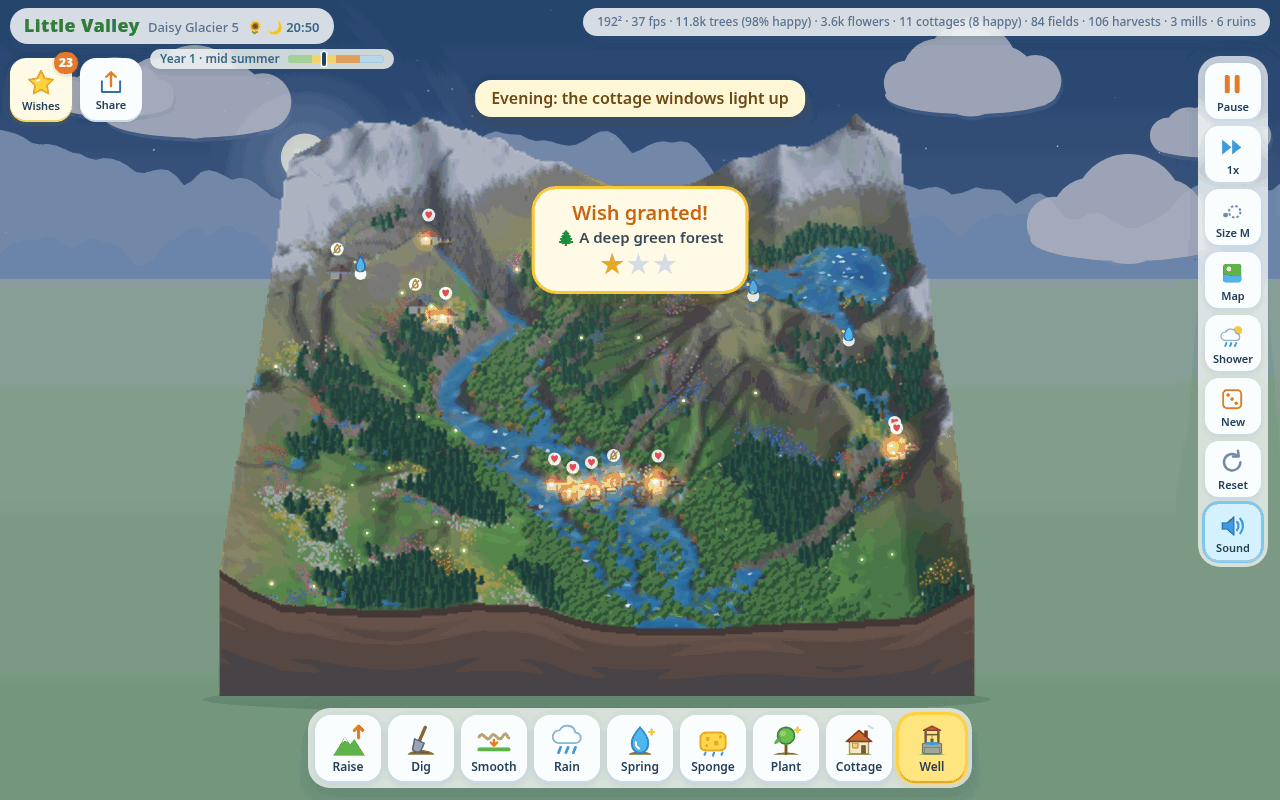 Little Valley Daisy Glacier 5 20:50
192² · 37 fps · 11.8k trees (98% happy) · 3.6k flowers · 11 cottages (8 happy) · 84 fields · 106 harvests · 3 mills · 6 ruins
Year 1 · mid summer
23
Wishes
Share
Evening: the cottage windows light up
Wish granted!
A deep green forest
Pause
1x
Size M
Map
Shower
New
Reset
Sound
Raise
Dig
Smooth
Rain
Spring
Sponge
Plant
Cottage
Well